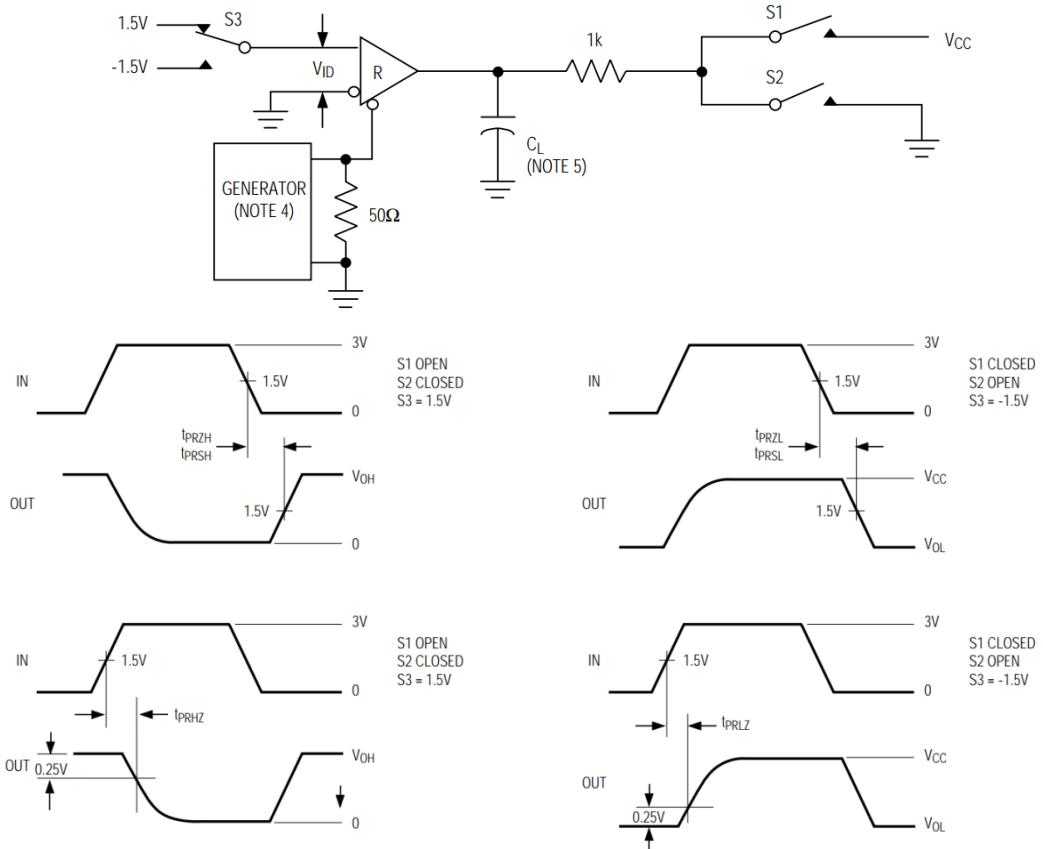 1.5V
S3
-1.5V
VID
R
1k
S1
VCC
S2
CL
(NOTE 5)
GENERATOR
(NOTE 4)
50Ω
IN
3V
1.5V
0
S1 OPEN
S2 CLOSED
S3 = 1.5V
tPRZH
tPRSH
OUT
VOH
1.5V
0
IN
3V
1.5V
0
S1 CLOSED
S2 OPEN
S3 = -1.5V
tPRZL
tPRSL
OUT
VCC
1.5V
VOL
IN
3V
1.5V
0
S1 OPEN
S2 CLOSED
S3 = 1.5V
tPRHZ
OUT
0.25V
VOH
0
IN
3V
1.5V
0
S1 CLOSED
S2 OPEN
S3 = -1.5V
tPRLZ
OUT
VCC
0.25V
VOL